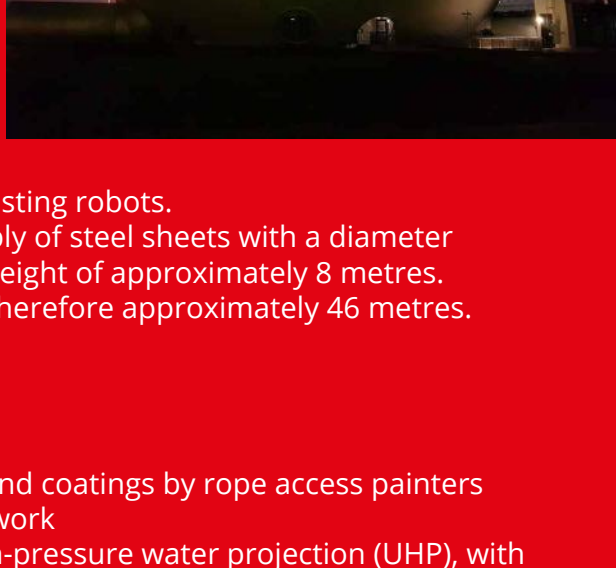 sting robots.
ly of steel sheets with a diameter
eight of approximately 8 metres.
herefore approximately 46 metres.
nd coatings by rope access painters
work
-pressure water projection (UHP), with